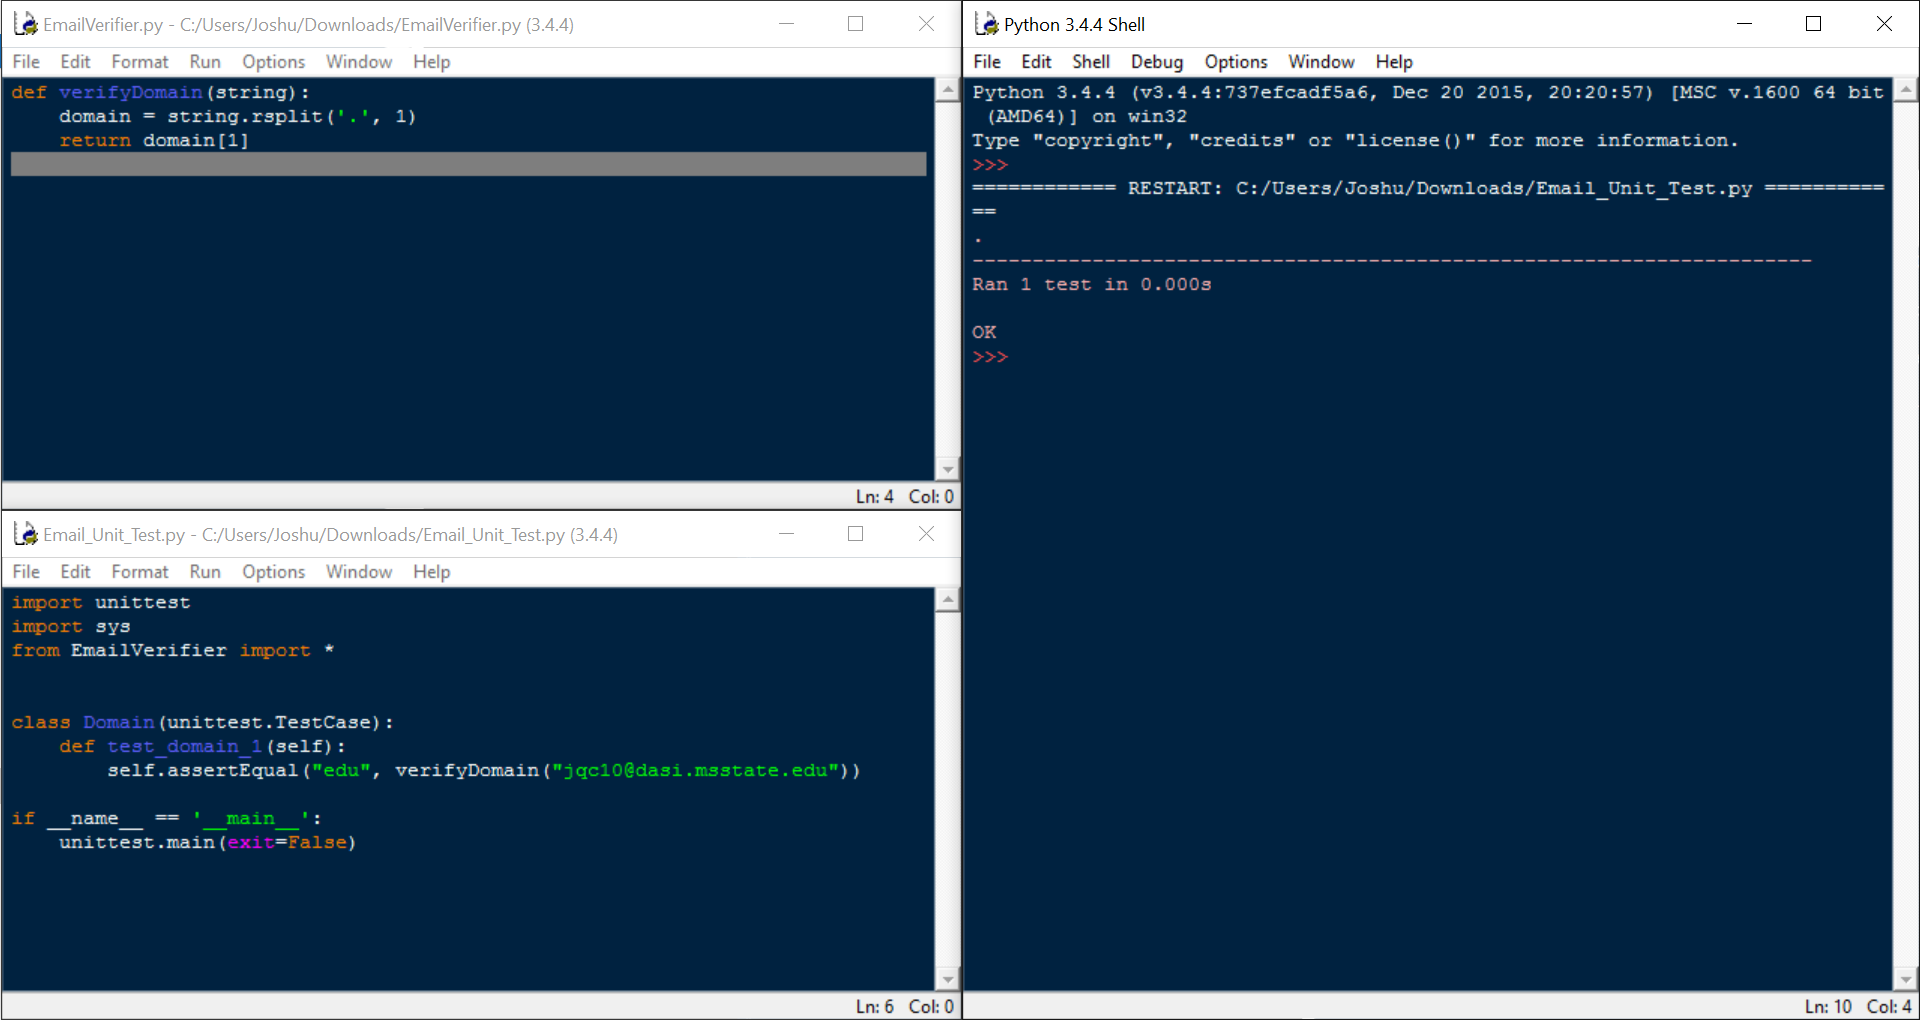 EmailVerifier.py - C:/Users/Joshu/Downloads/EmailVerifier.py (3.4.4)
File Edit Format Run Options Window Help
def verifyDomain(string):
    domain = string.rsplit('.', 1)
    return domain[1]
Ln: 4 Col: 0
Email_Unit_Test.py - C:/Users/Joshu/Downloads/Email_Unit_Test.py (3.4.4)
File Edit Format Run Options Window Help
import unittest
import sys
from EmailVerifier import *
class Domain(unittest.TestCase):
    def test_domain_1(self):
        self.assertEqual("edu", verifyDomain("jqc10@dasi.msstate.edu"))
if __name__ == '__main__':
    unittest.main(exit=False)
Ln: 6 Col: 0
Python 3.4.4 Shell
File Edit Shell Debug Options Window Help
Python 3.4.4 (v3.4.4:737efcadf5a6, Dec 20 2015, 20:20:57) [MSC v.1600 64 bit
 (AMD64)] on win32
Type "copyright", "credits" or "license()" for more information.
>>>
============ RESTART: C:/Users/Joshu/Downloads/Email_Unit_Test.py ==========
==
.
----------------------------------------------------------------------
Ran 1 test in 0.000s
OK
>>>
Ln: 10 Col: 4